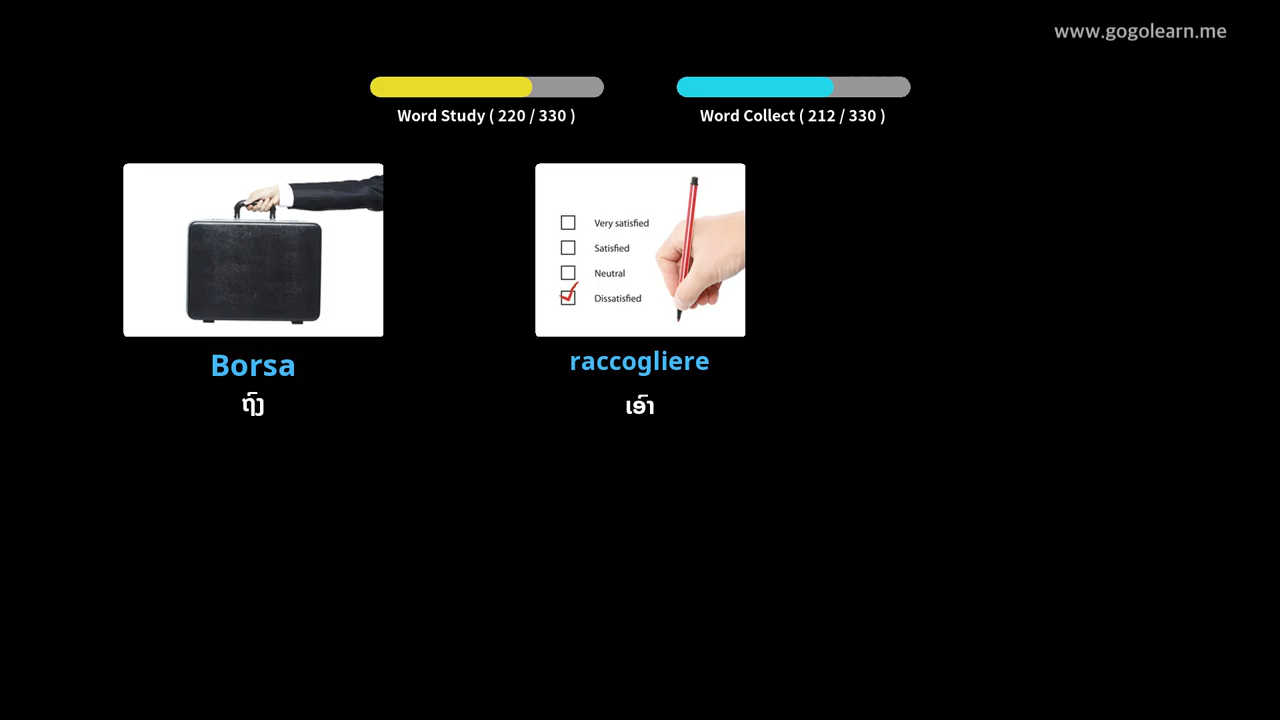 www.gogolearn.me
Word Study ( 220 / 330 )
Word Collect ( 212 / 330 )
Very satisfied
Satisfied
Neutral
Dissatisfied
Borsa
raccogliere
ຖົງ
ເອົາ